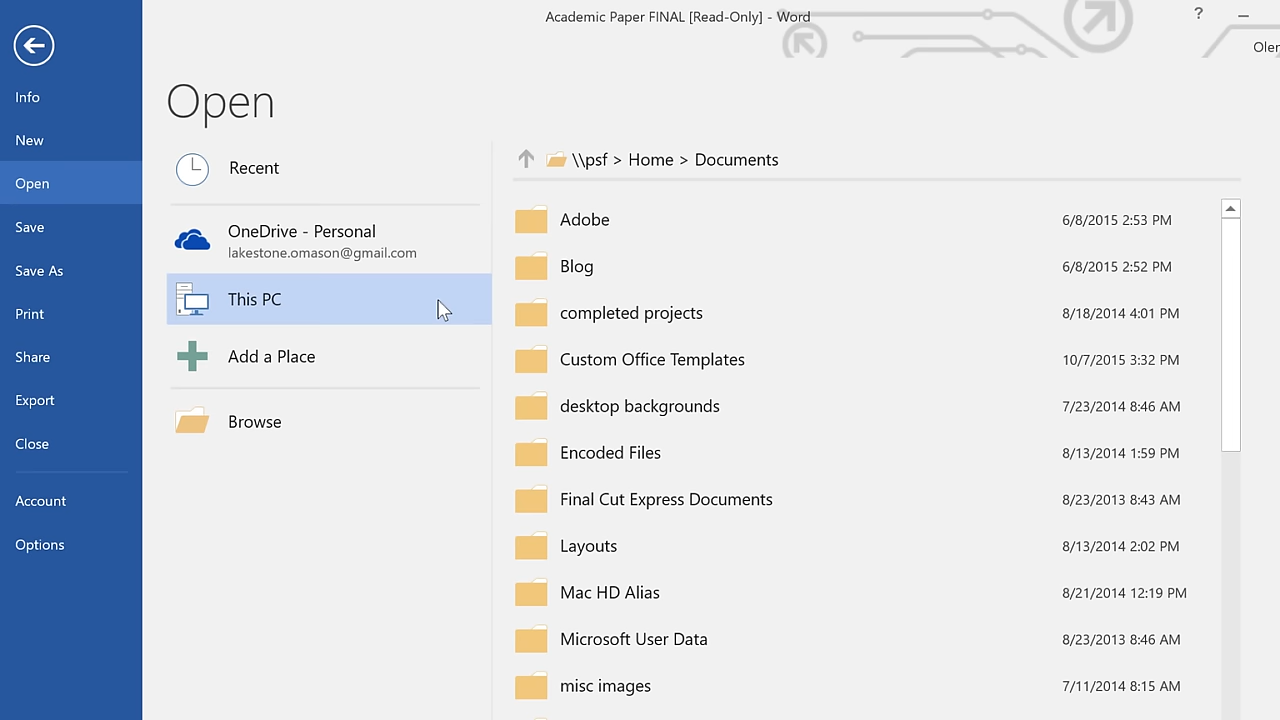 Academic Paper FINAL [Read-Only] - Word
?
Oler
Info
New
Open
Save
Save As
Print
Share
Export
Close
Account
Options
Open
Recent
OneDrive - Personal
lakestone.omason@gmail.com
This PC
Add a Place
Browse
\\psf > Home > Documents
Adobe 6/8/2015 2:53 PM
Blog 6/8/2015 2:52 PM
completed projects 8/18/2014 4:01 PM
Custom Office Templates 10/7/2015 3:32 PM
desktop backgrounds 7/23/2014 8:46 AM
Encoded Files 8/13/2014 1:59 PM
Final Cut Express Documents 8/23/2013 8:43 AM
Layouts 8/13/2014 2:02 PM
Mac HD Alias 8/21/2014 12:19 PM
Microsoft User Data 8/23/2013 8:46 AM
misc images 7/11/2014 8:15 AM